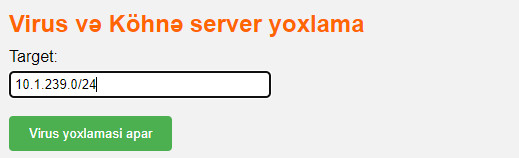 Virus və Köhnə server yoxlama
Target:
10.1.239.0/24
Virus yoxlamasi apar